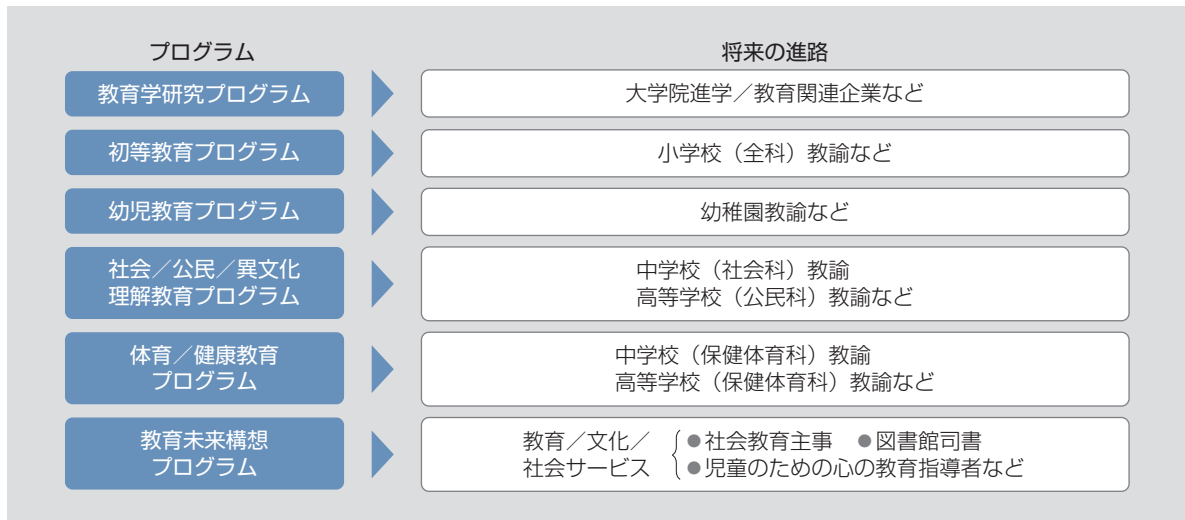 プログラム
将来の進路
教育学研究プログラム
大学院進学／教育関連企業など
初等教育プログラム
小学校（全科）教諭など
幼児教育プログラム
幼稚園教諭など
社会／公民／異文化
理解教育プログラム
中学校（社会科）教諭
高等学校（公民科）教諭など
体育／健康教育
プログラム
中学校（保健体育科）教諭
高等学校（保健体育科）教諭など
教育未来構想
プログラム
教育／文化／
社会サービス
●社会教育主事　●図書館司書
●児童のための心の教育指導者など